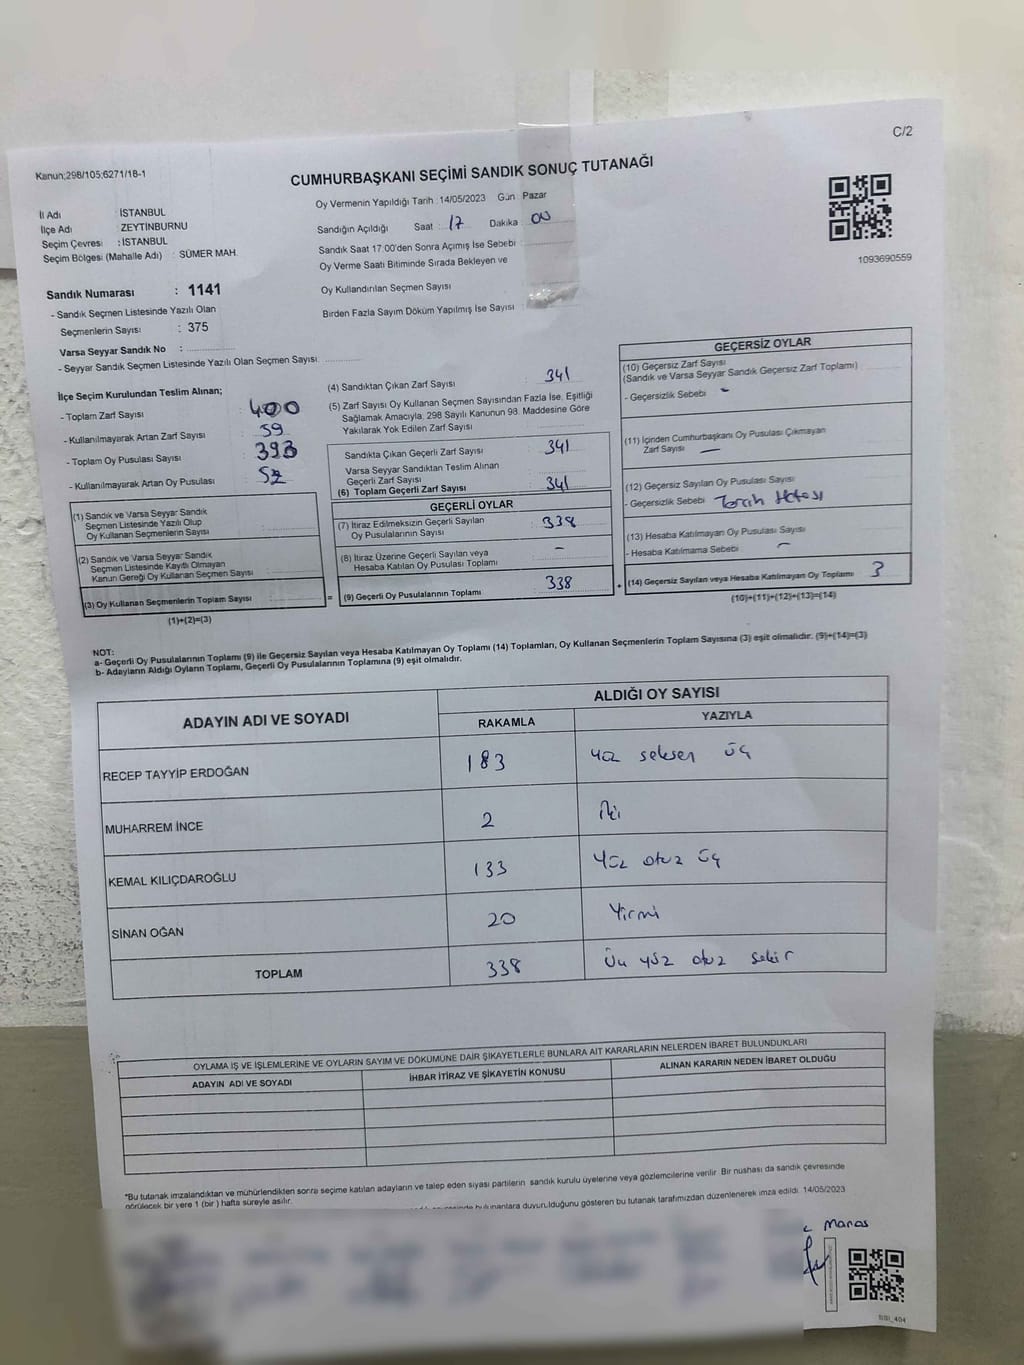 C/2
Kanun;298/105;6271/18-1
CUMHURBAŞKANI SEÇİMİ SANDIK SONUÇ TUTANAĞI
Oy Vermenin Yapıldığı Tarih : 14/05/2023 Gün : Pazar
İl Adı : İSTANBUL
İlçe Adı : ZEYTİNBURNU
Seçim Çevresi : İSTANBUL
Seçim Bölgesi (Mahalle Adı) : SÜMER MAH.
Sandığın Açıldığı Saat : 17 Dakika : 00
Sandık Saat 17:00'den Sonra Açımış İse Sebebi :
Oy Verme Saati Bitiminde Sırada Bekleyen ve
Oy Kullandırılan Seçmen Sayısı :
Birden Fazla Sayım Döküm Yapılmış İse Sayısı :
1093690559
Sandık Numarası : 1141
- Sandık Seçmen Listesinde Yazılı Olan
Seçmenlerin Sayısı : 375
Varsa Seyyar Sandık No :
- Seyyar Sandık Seçmen Listesinde Yazılı Olan Seçmen Sayısı:
İlçe Seçim Kurulundan Teslim Alınan;
- Toplam Zarf Sayısı : 400
- Kullanılmayarak Artan Zarf Sayısı : 59
- Toplam Oy Pusulası Sayısı : 393
- Kullanılmayarak Artan Oy Pusulası : 52
(1) Sandık ve Varsa Seyyar Sandık
Seçmen Listesinde Yazılı Olup
Oy Kullanan Seçmenlerin Sayısı :
(2) Sandık ve Varsa Seyyar Sandık
Seçmen Listesinde Kayıtlı Olmayan
Kanun Gereği Oy Kullanan Seçmen Sayısı :
(3) Oy Kullanan Seçmenlerin Toplam Sayısı :
(1)+(2)=(3)
(4) Sandıktan Çıkan Zarf Sayısı : 341
(5) Zarf Sayısı Oy Kullanan Seçmen Sayısından Fazla İse, Eşitliği
Sağlamak Amacıyla, 298 Sayılı Kanunun 98. Maddesine Göre
Yakılarak Yok Edilen Zarf Sayısı :
Sandıkta Çıkan Geçerli Zarf Sayısı : 341
Varsa Seyyar Sandıktan Teslim Alınan
Geçerli Zarf Sayısı :
(6) Toplam Geçerli Zarf Sayısı : 341
GEÇERLİ OYLAR
(7) İtiraz Edilmeksizin Geçerli Sayılan
Oy Pusulalarının Sayısı : 338
(8) İtiraz Üzerine Geçerli Sayılan veya
Hesaba Katılan Oy Pusulası Toplamı : -
= (9) Geçerli Oy Pusulalarının Toplamı : 338
GEÇERSİZ OYLAR
(10) Geçersiz Zarf Sayısı
(Sandık ve Varsa Seyyar Sandık Geçersiz Zarf Toplamı) :
- Geçersizlik Sebebi : -
(11) İçinden Cumhurbaşkanı Oy Pusulası Çıkmayan
Zarf Sayısı : -
(12) Geçersiz Sayılan Oy Pusulası Sayısı :
- Geçersizlik Sebebi : Tercih Hatası
(13) Hesaba Katılmayan Oy Pusulası Sayısı :
- Hesaba Katılmama Sebebi : -
+ (14) Geçersiz Sayılan veya Hesaba Katılmayan Oy Toplamı : 3
(10)+(11)+(12)+(13)=(14)
NOT:
a- Geçerli Oy Pusulalarının Toplamı (9) ile Geçersiz Sayılan veya Hesaba Katılmayan Oy Toplamı (14) Toplamları, Oy Kullanan Seçmenlerin Toplam Sayısına (3) eşit olmalıdır. (9)+(14)=(3)
b- Adayların Aldığı Oyların Toplamı, Geçerli Oy Pusulalarının Toplamına (9) eşit olmalıdır.
ADAYIN ADI VE SOYADI ALDIĞI OY SAYISI
RAKAMLA YAZIYLA
RECEP TAYYİP ERDOĞAN 183 yüz seksen üç
MUHARREM İNCE 2 İki
KEMAL KILIÇDAROĞLU 133 yüz otuz üç
SİNAN OĞAN 20 Yirmi
TOPLAM 338 Üç yüz otuz sekiz
OYLAMA İŞ VE İŞLEMLERİNE VE OYLARIN SAYIM VE DÖKÜMÜNE DAİR ŞİKAYETLERLE BUNLARA AİT KARARLARIN NELERDEN İBARET BULUNDUKLARI
ADAYIN ADI VE SOYADI İHBAR İTİRAZ VE ŞİKAYETİN KONUSU ALINAN KARARIN NEDEN İBARET OLDUĞU
*Bu tutanak imzalandıktan ve mühürlendikten sonra seçime katılan adayların ve talep eden siyasi partilerin sandık kurulu üyelerine veya gözlemcilerine verilir. Bir nüshası da sandık çevresinde
görülecek bir yere 1 (bir) hafta süreyle asılır.
bulunanlara duyurulduğunu gösteren bu tutanak tarafımızdan düzenlenerek imza edildi. 14/05/2023
Manas